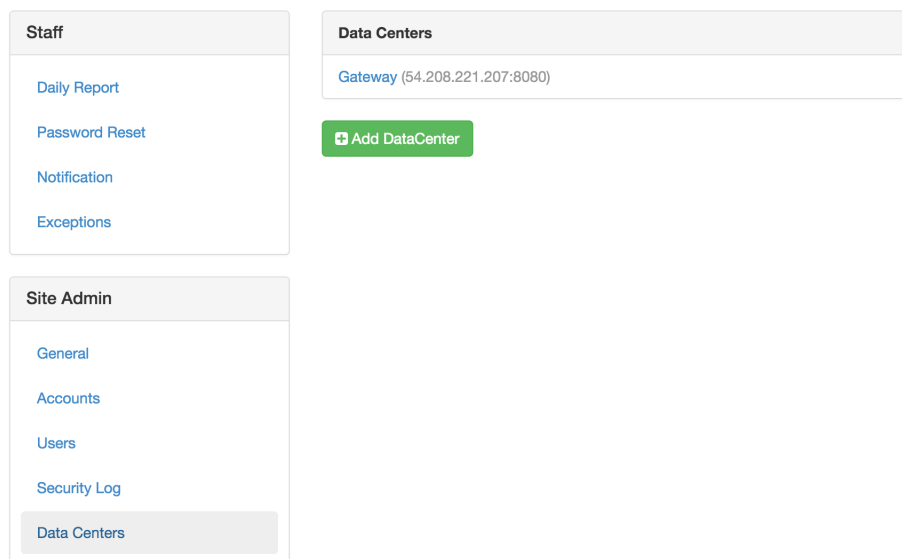 Staff
Daily Report
Password Reset
Notification
Exceptions
Site Admin
General
Accounts
Users
Security Log
Data Centers
Data Centers
Gateway (54.208.221.207:8080)
Add DataCenter